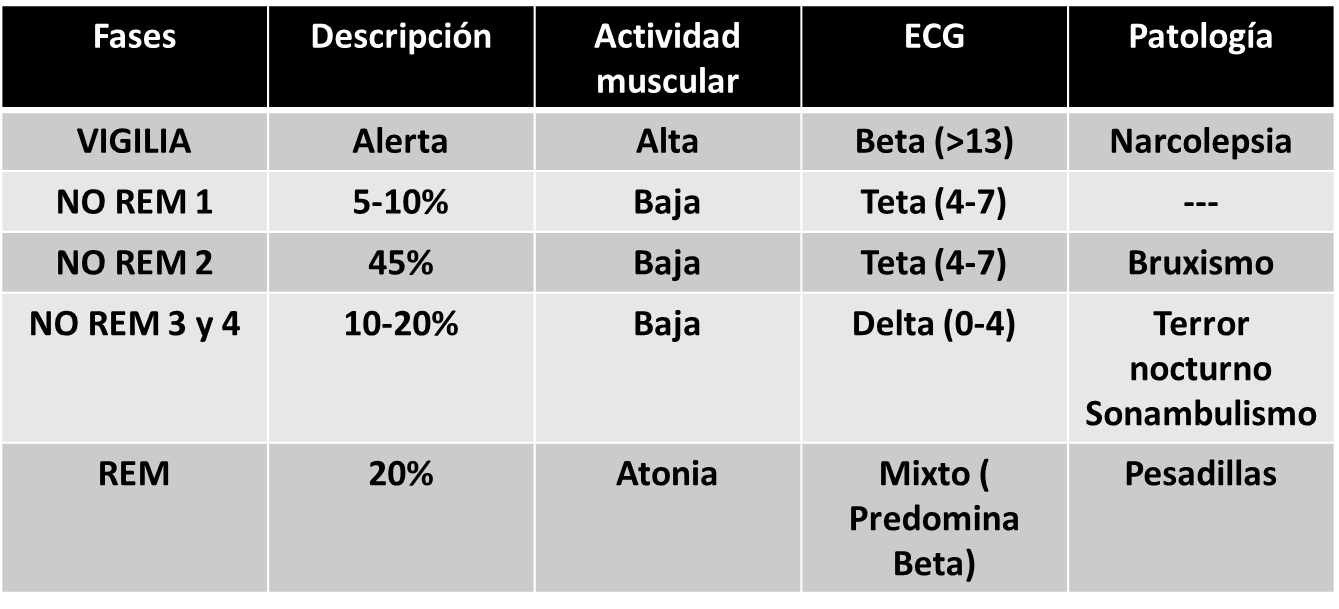 Fases Descripción Actividad muscular ECG Patología
VIGILIA Alerta Alta Beta (>13) Narcolepsia
NO REM 1 5-10% Baja Teta (4-7) ---
NO REM 2 45% Baja Teta (4-7) Bruxismo
NO REM 3 y 4 10-20% Baja Delta (0-4) Terror nocturno Sonambulismo
REM 20% Atonia Mixto ( Predomina Beta) Pesadillas